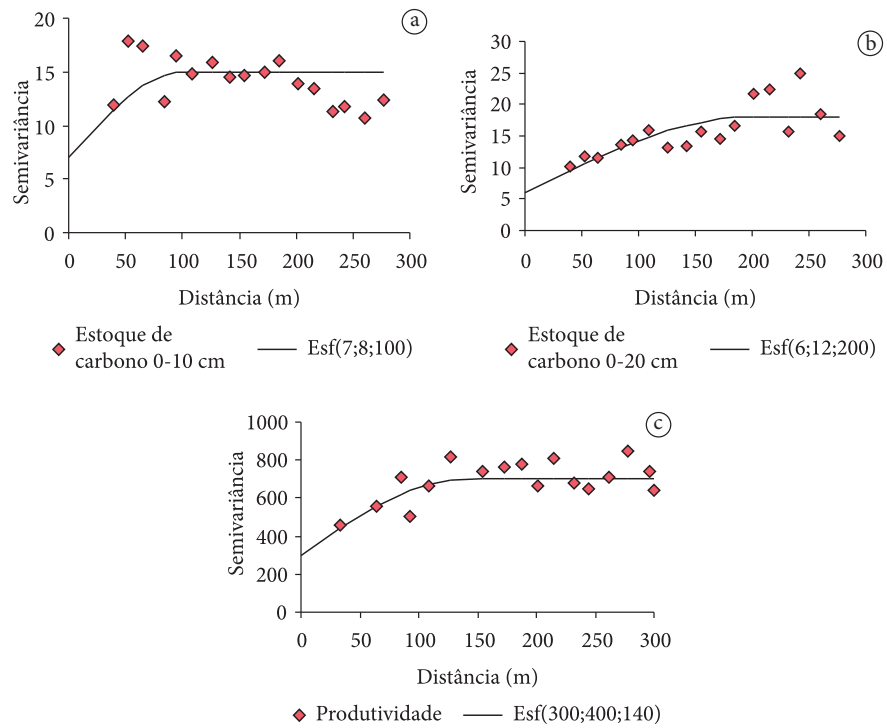 a
20
15
10
5
0
Semivariância
0 50 100 150 200 250 300
Distância (m)
Estoque de
carbono 0-10 cm
Esf(7;8;100)
b
30
25
20
15
10
5
0
Semivariância
0 50 100 150 200 250 300
Distância (m)
Estoque de
carbono 0-20 cm
Esf(6;12;200)
c
1000
800
600
400
200
0
Semivariância
0 50 100 150 200 250 300
Distância (m)
Produtividade
Esf(300;400;140)